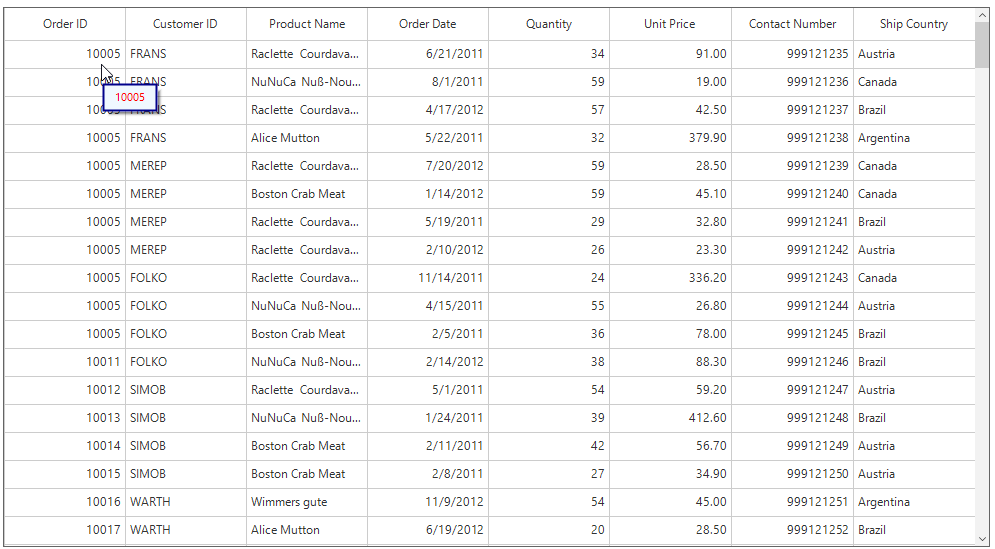 Order ID Customer ID Product Name Order Date Quantity Unit Price Contact Number Ship Country
10005 FRANS Raclette Courdava... 6/21/2011 34 91.00 999121235 Austria
10005 FRANS NuNuCa Nuß-Nou... 8/1/2011 59 19.00 999121236 Canada
10005
10005 FRANS Raclette Courdava... 4/17/2012 57 42.50 999121237 Brazil
10005 FRANS Alice Mutton 5/22/2011 32 379.90 999121238 Argentina
10005 MEREP Raclette Courdava... 7/20/2012 59 28.50 999121239 Canada
10005 MEREP Boston Crab Meat 1/14/2012 59 45.10 999121240 Canada
10005 MEREP Raclette Courdava... 5/19/2011 29 32.80 999121241 Brazil
10005 MEREP Raclette Courdava... 2/10/2012 26 23.30 999121242 Austria
10005 FOLKO Raclette Courdava... 11/14/2011 24 336.20 999121243 Canada
10005 FOLKO NuNuCa Nuß-Nou... 4/15/2011 55 26.80 999121244 Austria
10005 FOLKO Boston Crab Meat 2/5/2011 36 78.00 999121245 Brazil
10011 FOLKO NuNuCa Nuß-Nou... 2/14/2012 38 88.30 999121246 Brazil
10012 SIMOB Raclette Courdava... 5/1/2011 54 59.20 999121247 Austria
10013 SIMOB NuNuCa Nuß-Nou... 1/24/2011 39 412.60 999121248 Brazil
10014 SIMOB Boston Crab Meat 2/11/2011 42 56.70 999121249 Austria
10015 SIMOB Boston Crab Meat 2/8/2011 27 34.90 999121250 Austria
10016 WARTH Wimmers gute 11/9/2012 54 45.00 999121251 Argentina
10017 WARTH Alice Mutton 6/19/2012 20 28.50 999121252 Brazil